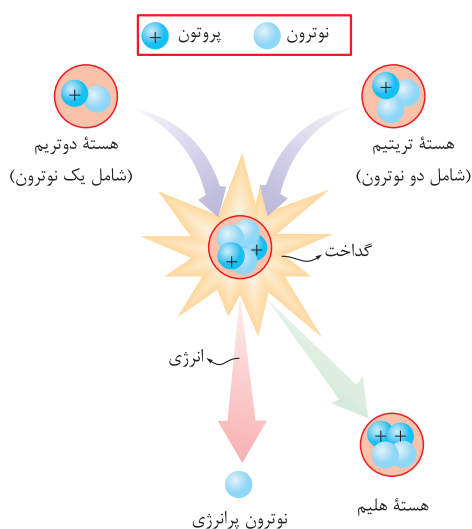 پروتون نوترون
+
+
+
هستهٔ تریتیم
(شامل دو نوترون)
هستهٔ دوتریم
(شامل یک نوترون)
+
+
گداخت
انرژی
+ +
هستهٔ هلیم
نوترون پرانرژی